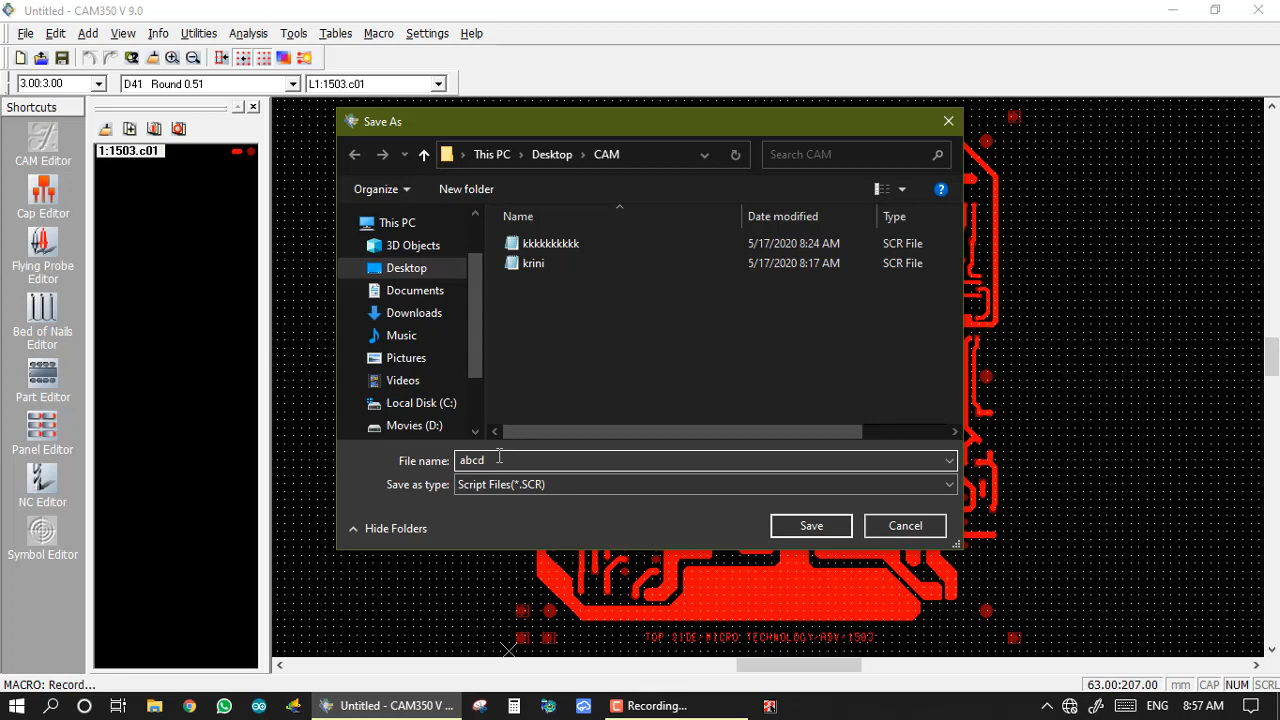 Untitled - CAM350 V 9.0
File Edit Add View Info Utilities Analysis Tools Tables Macro Settings Help
3.00:3.00 D41 Round 0.51 L1:1503.c01
Shortcuts
1:1503.c01
CAM Editor
Cap Editor
Flying Probe
Editor
Bed of Nails
Editor
Part Editor
Panel Editor
NC Editor
Symbol Editor
Save As
This PC > Desktop > CAM Search CAM
Organize New folder
This PC
3D Objects
Desktop
Documents
Downloads
Music
Pictures
Videos
Local Disk (C:)
Movies (D:)
Name Date modified Type
kkkkkkkkkk 5/17/2020 8:24 AM SCR File
krini 5/17/2020 8:17 AM SCR File
File name: abcd
Save as type: Script Files(*.SCR)
Hide Folders Save Cancel
TOP SIDE-MICRO TECHNOLOGY-ADV-1503
MACRO: Record... 63.00:207.00 mm CAP NUM SCRL
Untitled - CAM350 V ... Recording... ENG 8:57 AM